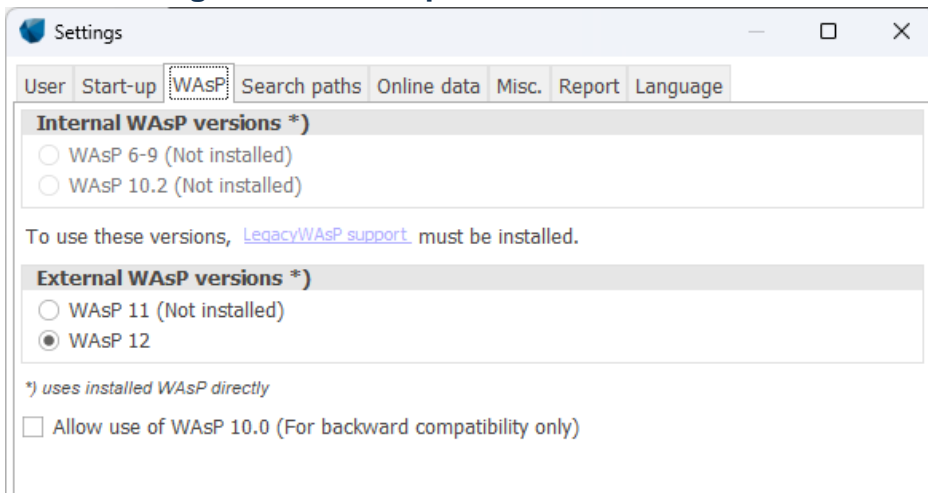 Settings
User Start-up WAsP Search paths Online data Misc. Report Language
Internal WAsP versions *)
WAsP 6-9 (Not installed)
WAsP 10.2 (Not installed)
To use these versions, LegacyWAsP support must be installed.
External WAsP versions *)
WAsP 11 (Not installed)
WAsP 12
*) uses installed WAsP directly
Allow use of WAsP 10.0 (For backward compatibility only)